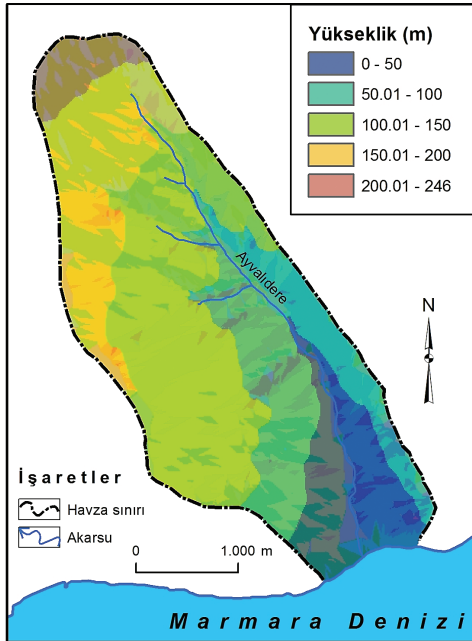 Yükseklik (m)
0 - 50
50.01 - 100
100.01 - 150
150.01 - 200
200.01 - 246
Ayvalıdere
N
İşaretler
Havza sınırı
Akarsu
0 1.000 m
Marmara Denizi